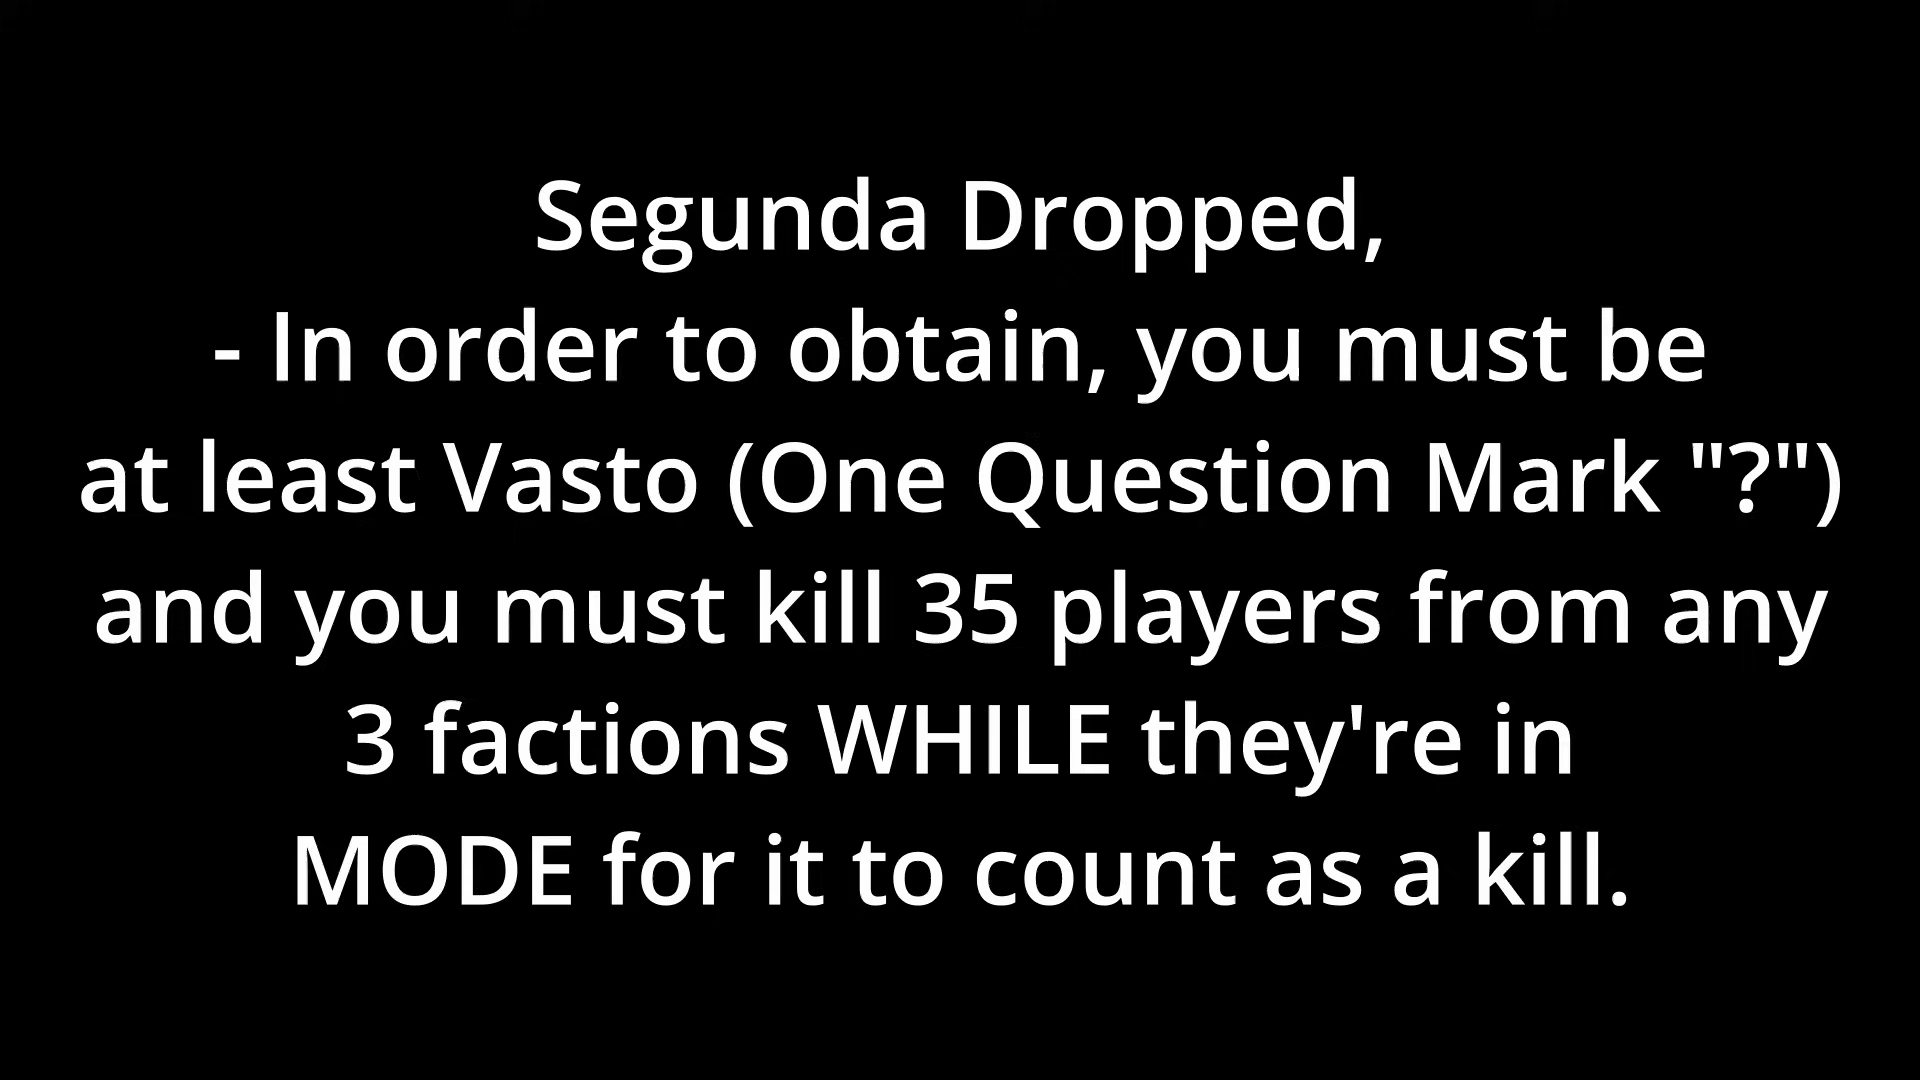 Segunda Dropped,
- In order to obtain, you must be
at least Vasto (One Question Mark "?")
and you must kill 35 players from any
3 factions WHILE they're in
MODE for it to count as a kill.